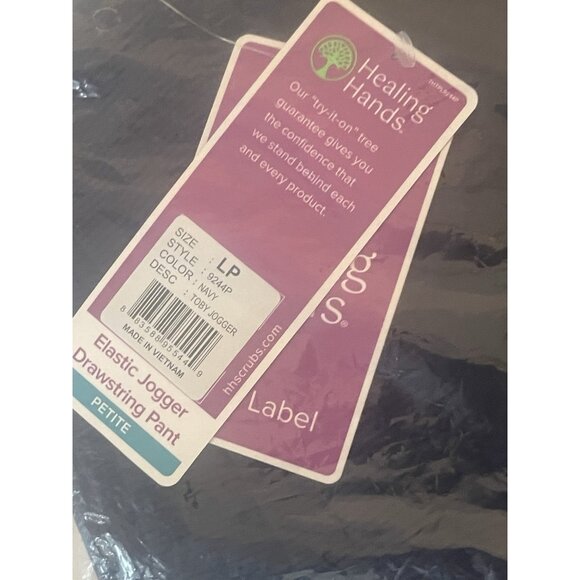 Healing
Hands®
Our "try-it-on" tree
guarantee gives you
the confidence that
we stand behind each
and every product.
SIZE : LP
STYLE : 9244P
COLOR : NAVY
DESC : TOBY JOGGER
MADE IN VIETNAM
hhscrubs.com
Elastic Jogger
Drawstring Pant
PETITE
Label